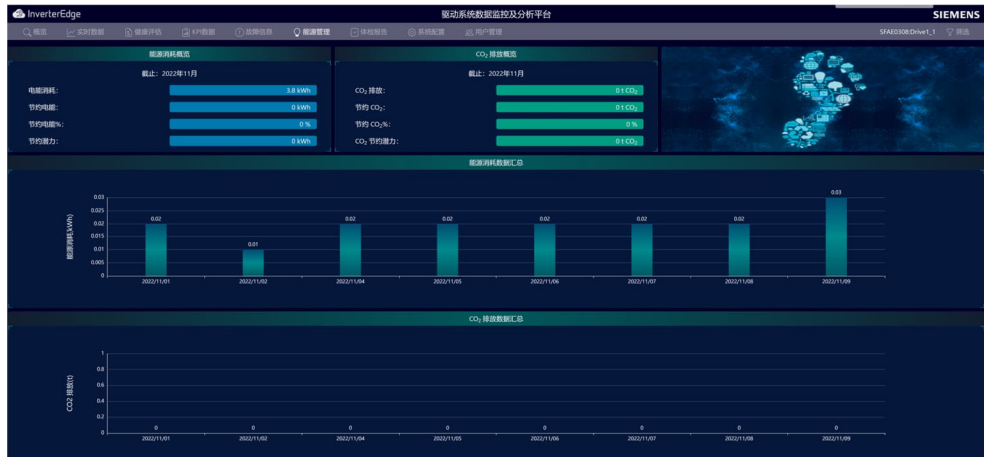 InverterEdge
驱动系统数据监控及分析平台
SIEMENS
概览 实时数据 健康评估 KPI数据 故障信息 能源管理 体检报告 系统配置 用户管理 SFAE0308:Drive1_1 筛选
能源消耗概览
截止：2022年11月
电能消耗： 3.8 kWh
节约电能： 0 kWh
节约电能%： 0 %
节约潜力： 0 kWh
CO₂ 排放概览
截止：2022年11月
CO₂ 排放： 0 t CO₂
节约 CO₂： 0 t CO₂
节约 CO₂%： 0 %
CO₂ 节约潜力： 0 t CO₂
能源消耗数据汇总
能源消耗(kWh)
0.03
0.025
0.02
0.015
0.01
0.005
0
0.02 0.01 0.02 0.02 0.02 0.02 0.02 0.03
2022/11/01 2022/11/02 2022/11/04 2022/11/05 2022/11/06 2022/11/07 2022/11/08 2022/11/09
CO₂ 排放数据汇总
CO2 排放(t)
1
0.8
0.6
0.4
0.2
0
0 0 0 0 0 0 0 0
2022/11/01 2022/11/02 2022/11/04 2022/11/05 2022/11/06 2022/11/07 2022/11/08 2022/11/09